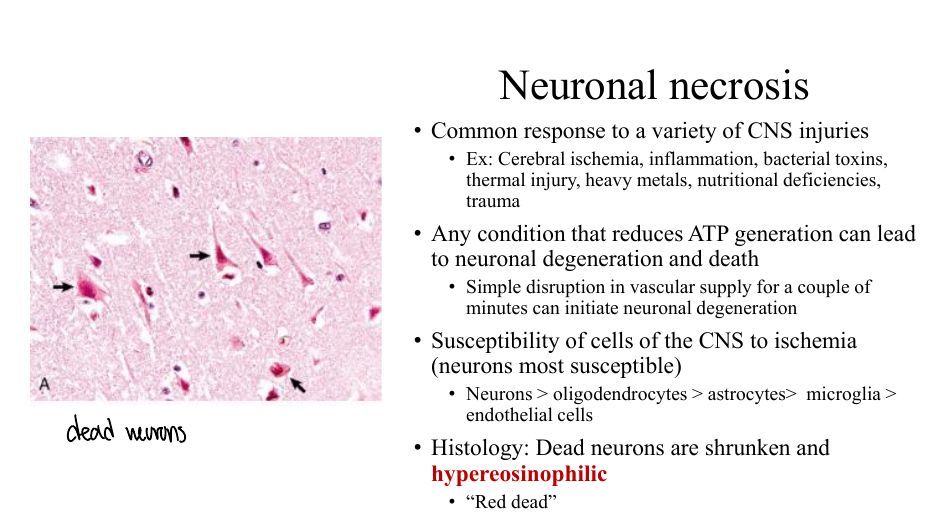 Neuronal necrosis
• Common response to a variety of CNS injuries
• Ex: Cerebral ischemia, inflammation, bacterial toxins,
thermal injury, heavy metals, nutritional deficiencies,
trauma
• Any condition that reduces ATP generation can lead
to neuronal degeneration and death
• Simple disruption in vascular supply for a couple of
minutes can initiate neuronal degeneration
• Susceptibility of cells of the CNS to ischemia
(neurons most susceptible)
• Neurons > oligodendrocytes > astrocytes> microglia >
endothelial cells
• Histology: Dead neurons are shrunken and
hypereosinophilic
• “Red dead”
A
dead neurons